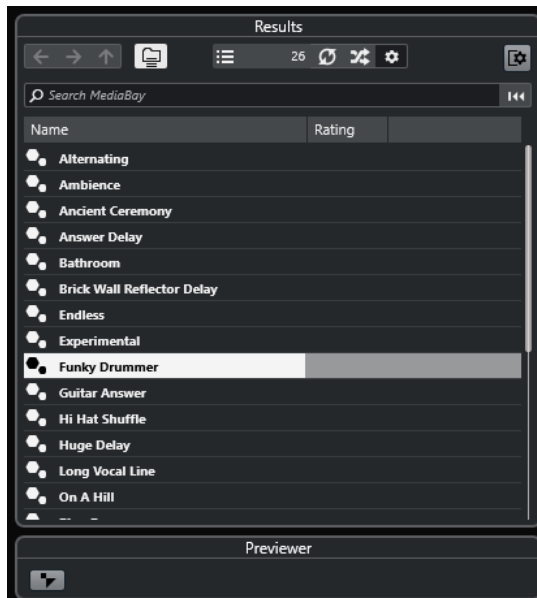 Results
26
Search MediaBay
Name Rating
Alternating
Ambience
Ancient Ceremony
Answer Delay
Bathroom
Brick Wall Reflector Delay
Endless
Experimental
Funky Drummer
Guitar Answer
Hi Hat Shuffle
Huge Delay
Long Vocal Line
On A Hill
Previewer